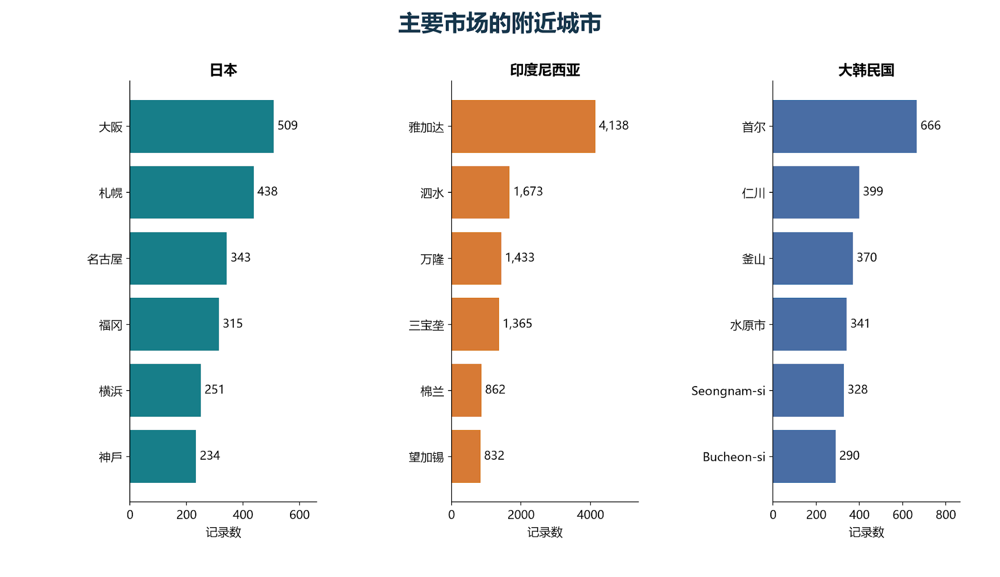 主要市场的附近城市
日本
大阪 509
札幌 438
名古屋 343
福冈 315
横浜 251
神戶 234
0 200 400 600
记录数
印度尼西亚
雅加达 4,138
泗水 1,673
万隆 1,433
三宝垄 1,365
棉兰 862
望加锡 832
0 2000 4000
记录数
大韩民国
首尔 666
仁川 399
釜山 370
水原市 341
Seongnam-si 328
Bucheon-si 290
0 200 400 600 800
记录数